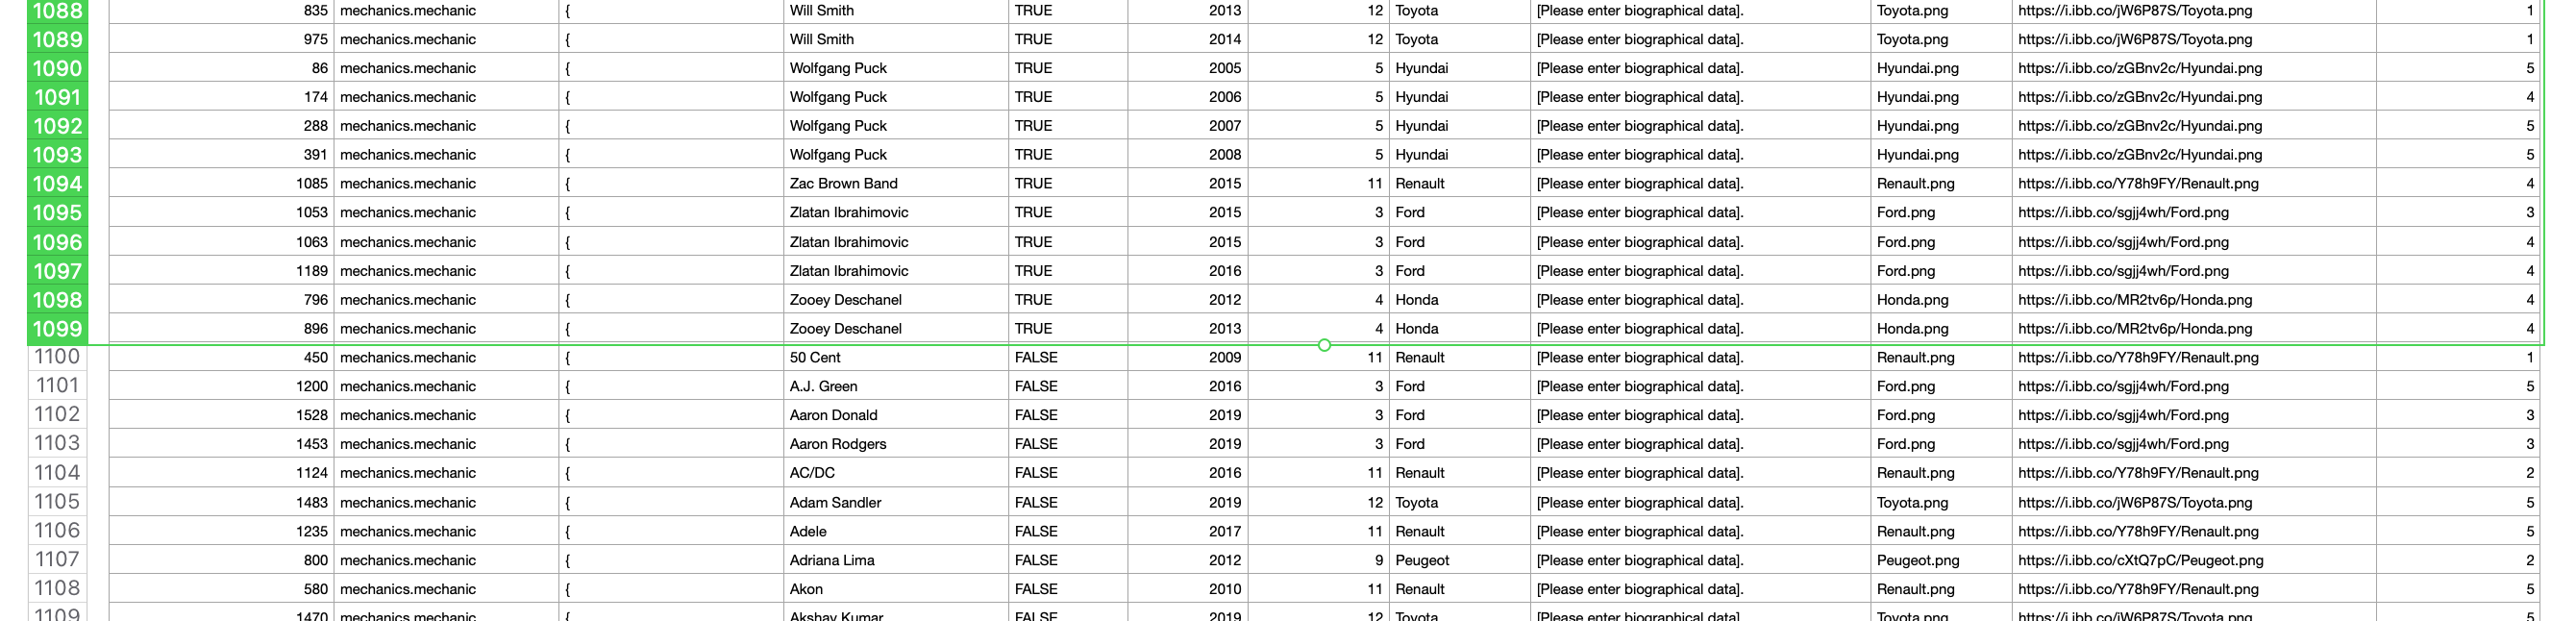 1088 835 mechanics.mechanic { Will Smith TRUE 2013 12 Toyota [Please enter biographical data]. Toyota.png https://i.ibb.co/jW6P87S/Toyota.png 1
1089 975 mechanics.mechanic { Will Smith TRUE 2014 12 Toyota [Please enter biographical data]. Toyota.png https://i.ibb.co/jW6P87S/Toyota.png 1
1090 86 mechanics.mechanic { Wolfgang Puck TRUE 2005 5 Hyundai [Please enter biographical data]. Hyundai.png https://i.ibb.co/zGBnv2c/Hyundai.png 5
1091 174 mechanics.mechanic { Wolfgang Puck TRUE 2006 5 Hyundai [Please enter biographical data]. Hyundai.png https://i.ibb.co/zGBnv2c/Hyundai.png 4
1092 288 mechanics.mechanic { Wolfgang Puck TRUE 2007 5 Hyundai [Please enter biographical data]. Hyundai.png https://i.ibb.co/zGBnv2c/Hyundai.png 5
1093 391 mechanics.mechanic { Wolfgang Puck TRUE 2008 5 Hyundai [Please enter biographical data]. Hyundai.png https://i.ibb.co/zGBnv2c/Hyundai.png 5
1094 1085 mechanics.mechanic { Zac Brown Band TRUE 2015 11 Renault [Please enter biographical data]. Renault.png https://i.ibb.co/Y78h9FY/Renault.png 4
1095 1053 mechanics.mechanic { Zlatan Ibrahimovic TRUE 2015 3 Ford [Please enter biographical data]. Ford.png https://i.ibb.co/sgjj4wh/Ford.png 3
1096 1063 mechanics.mechanic { Zlatan Ibrahimovic TRUE 2015 3 Ford [Please enter biographical data]. Ford.png https://i.ibb.co/sgjj4wh/Ford.png 4
1097 1189 mechanics.mechanic { Zlatan Ibrahimovic TRUE 2016 3 Ford [Please enter biographical data]. Ford.png https://i.ibb.co/sgjj4wh/Ford.png 4
1098 796 mechanics.mechanic { Zooey Deschanel TRUE 2012 4 Honda [Please enter biographical data]. Honda.png https://i.ibb.co/MR2tv6p/Honda.png 4
1099 896 mechanics.mechanic { Zooey Deschanel TRUE 2013 4 Honda [Please enter biographical data]. Honda.png https://i.ibb.co/MR2tv6p/Honda.png 4
1100 450 mechanics.mechanic { 50 Cent FALSE 2009 11 Renault [Please enter biographical data]. Renault.png https://i.ibb.co/Y78h9FY/Renault.png 1
1101 1200 mechanics.mechanic { A.J. Green FALSE 2016 3 Ford [Please enter biographical data]. Ford.png https://i.ibb.co/sgjj4wh/Ford.png 5
1102 1528 mechanics.mechanic { Aaron Donald FALSE 2019 3 Ford [Please enter biographical data]. Ford.png https://i.ibb.co/sgjj4wh/Ford.png 3
1103 1453 mechanics.mechanic { Aaron Rodgers FALSE 2019 3 Ford [Please enter biographical data]. Ford.png https://i.ibb.co/sgjj4wh/Ford.png 3
1104 1124 mechanics.mechanic { AC/DC FALSE 2016 11 Renault [Please enter biographical data]. Renault.png https://i.ibb.co/Y78h9FY/Renault.png 2
1105 1483 mechanics.mechanic { Adam Sandler FALSE 2019 12 Toyota [Please enter biographical data]. Toyota.png https://i.ibb.co/jW6P87S/Toyota.png 5
1106 1235 mechanics.mechanic { Adele FALSE 2017 11 Renault [Please enter biographical data]. Renault.png https://i.ibb.co/Y78h9FY/Renault.png 5
1107 800 mechanics.mechanic { Adriana Lima FALSE 2012 9 Peugeot [Please enter biographical data]. Peugeot.png https://i.ibb.co/cXtQ7pC/Peugeot.png 2
1108 580 mechanics.mechanic { Akon FALSE 2010 11 Renault [Please enter biographical data]. Renault.png https://i.ibb.co/Y78h9FY/Renault.png 5
1109 1470 mechanics.mechanic { Akshay Kumar FALSE 2019 12 Toyota [Please enter biographical data]. Toyota.png https://i.ibb.co/jW6P87S/Toyota.png 5